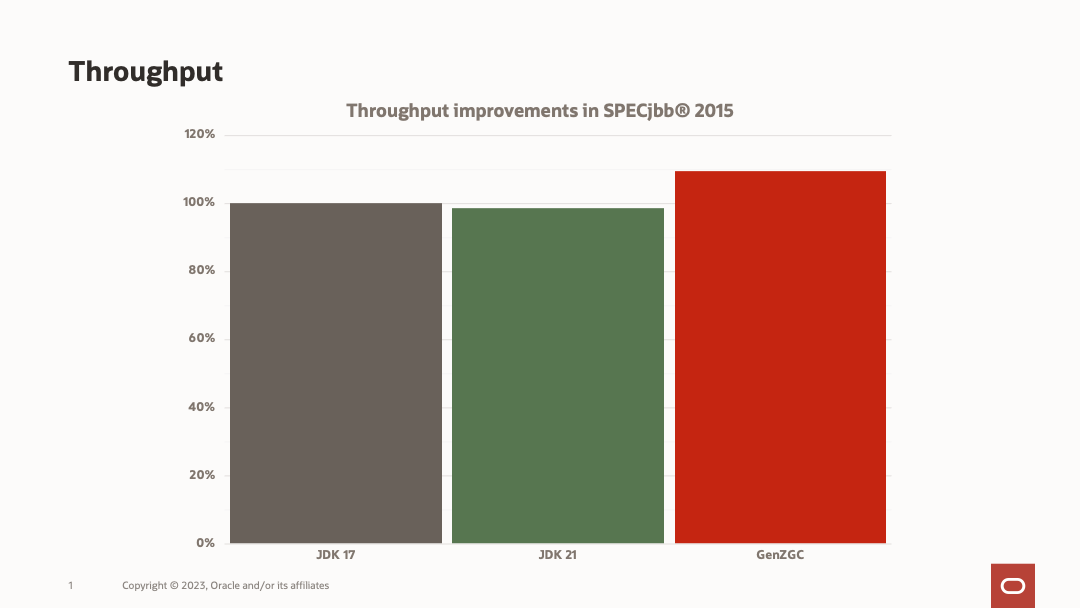 Throughput
Throughput improvements in SPECjbb® 2015
120%
100%
80%
60%
40%
20%
0%
JDK 17
JDK 21
GenZGC
1
Copyright © 2023, Oracle and/or its affiliates